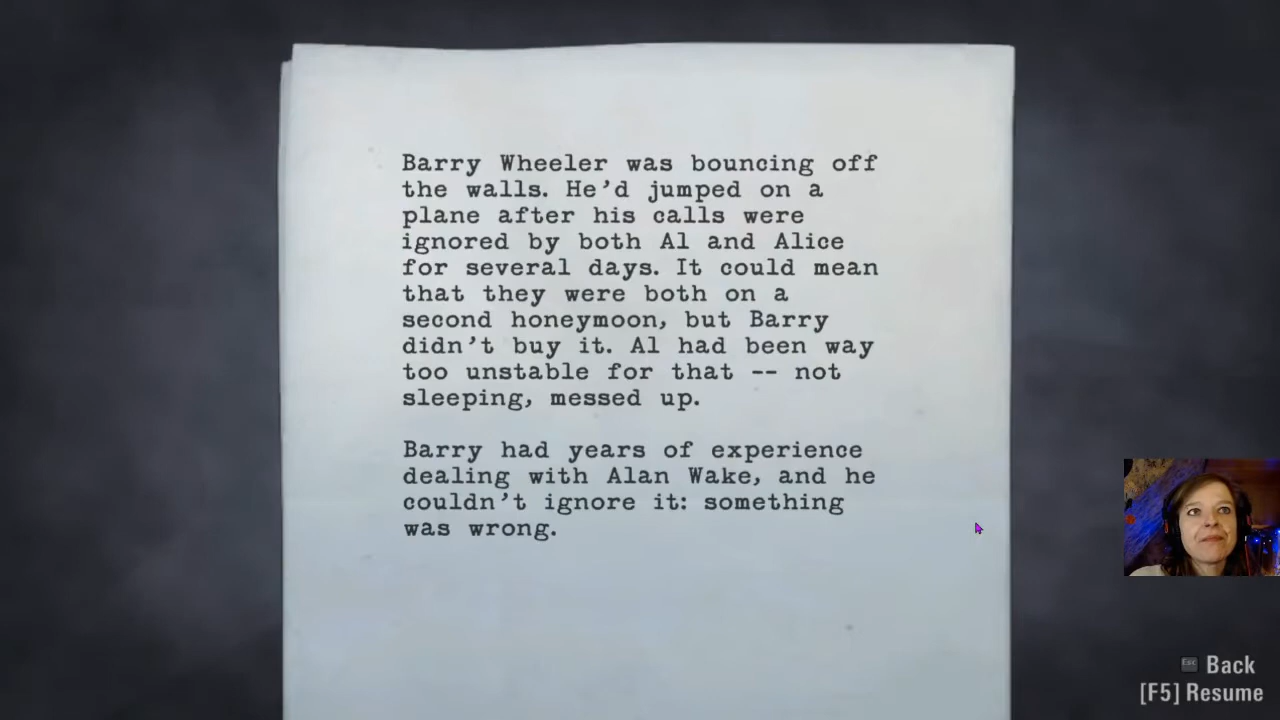 Barry Wheeler was bouncing off
the walls. He'd jumped on a
plane after his calls were
ignored by both Al and Alice
for several days. It could mean
that they were both on a
second honeymoon, but Barry
didn't buy it. Al had been way
too unstable for that -- not
sleeping, messed up.
Barry had years of experience
dealing with Alan Wake, and he
couldn't ignore it: something
was wrong.
Esc Back
[F5] Resume